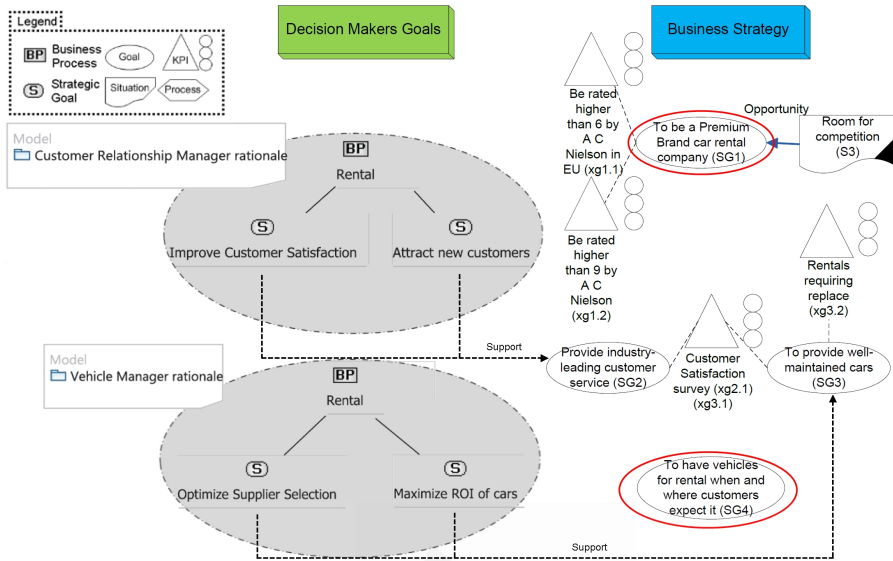 Legend
BP
Business
Process
Goal
KPI
S
Strategic
Goal
Situation
Process
Decision Makers Goals
Business Strategy
Model
Customer Relationship Manager rationale
BP
Rental
S
Improve Customer Satisfaction
S
Attract new customers
Be rated
higher
than 6 by
A C
Nielson in
EU (xg1.1)
To be a Premium
Brand car rental
company (SG1)
Opportunity
Room for
competition
(S3)
Be rated
higher
than 9 by
A C
Nielson
(xg1.2)
Rentals
requiring
replace
(xg3.2)
Support
Provide industry-
leading customer
service (SG2)
Customer
Satisfaction
survey (xg2.1)
(xg3.1)
To provide well-
maintained cars
(SG3)
Model
Vehicle Manager rationale
BP
Rental
S
Optimize Supplier Selection
S
Maximize ROI of cars
To have vehicles
for rental when and
where customers
expect it (SG4)
Support